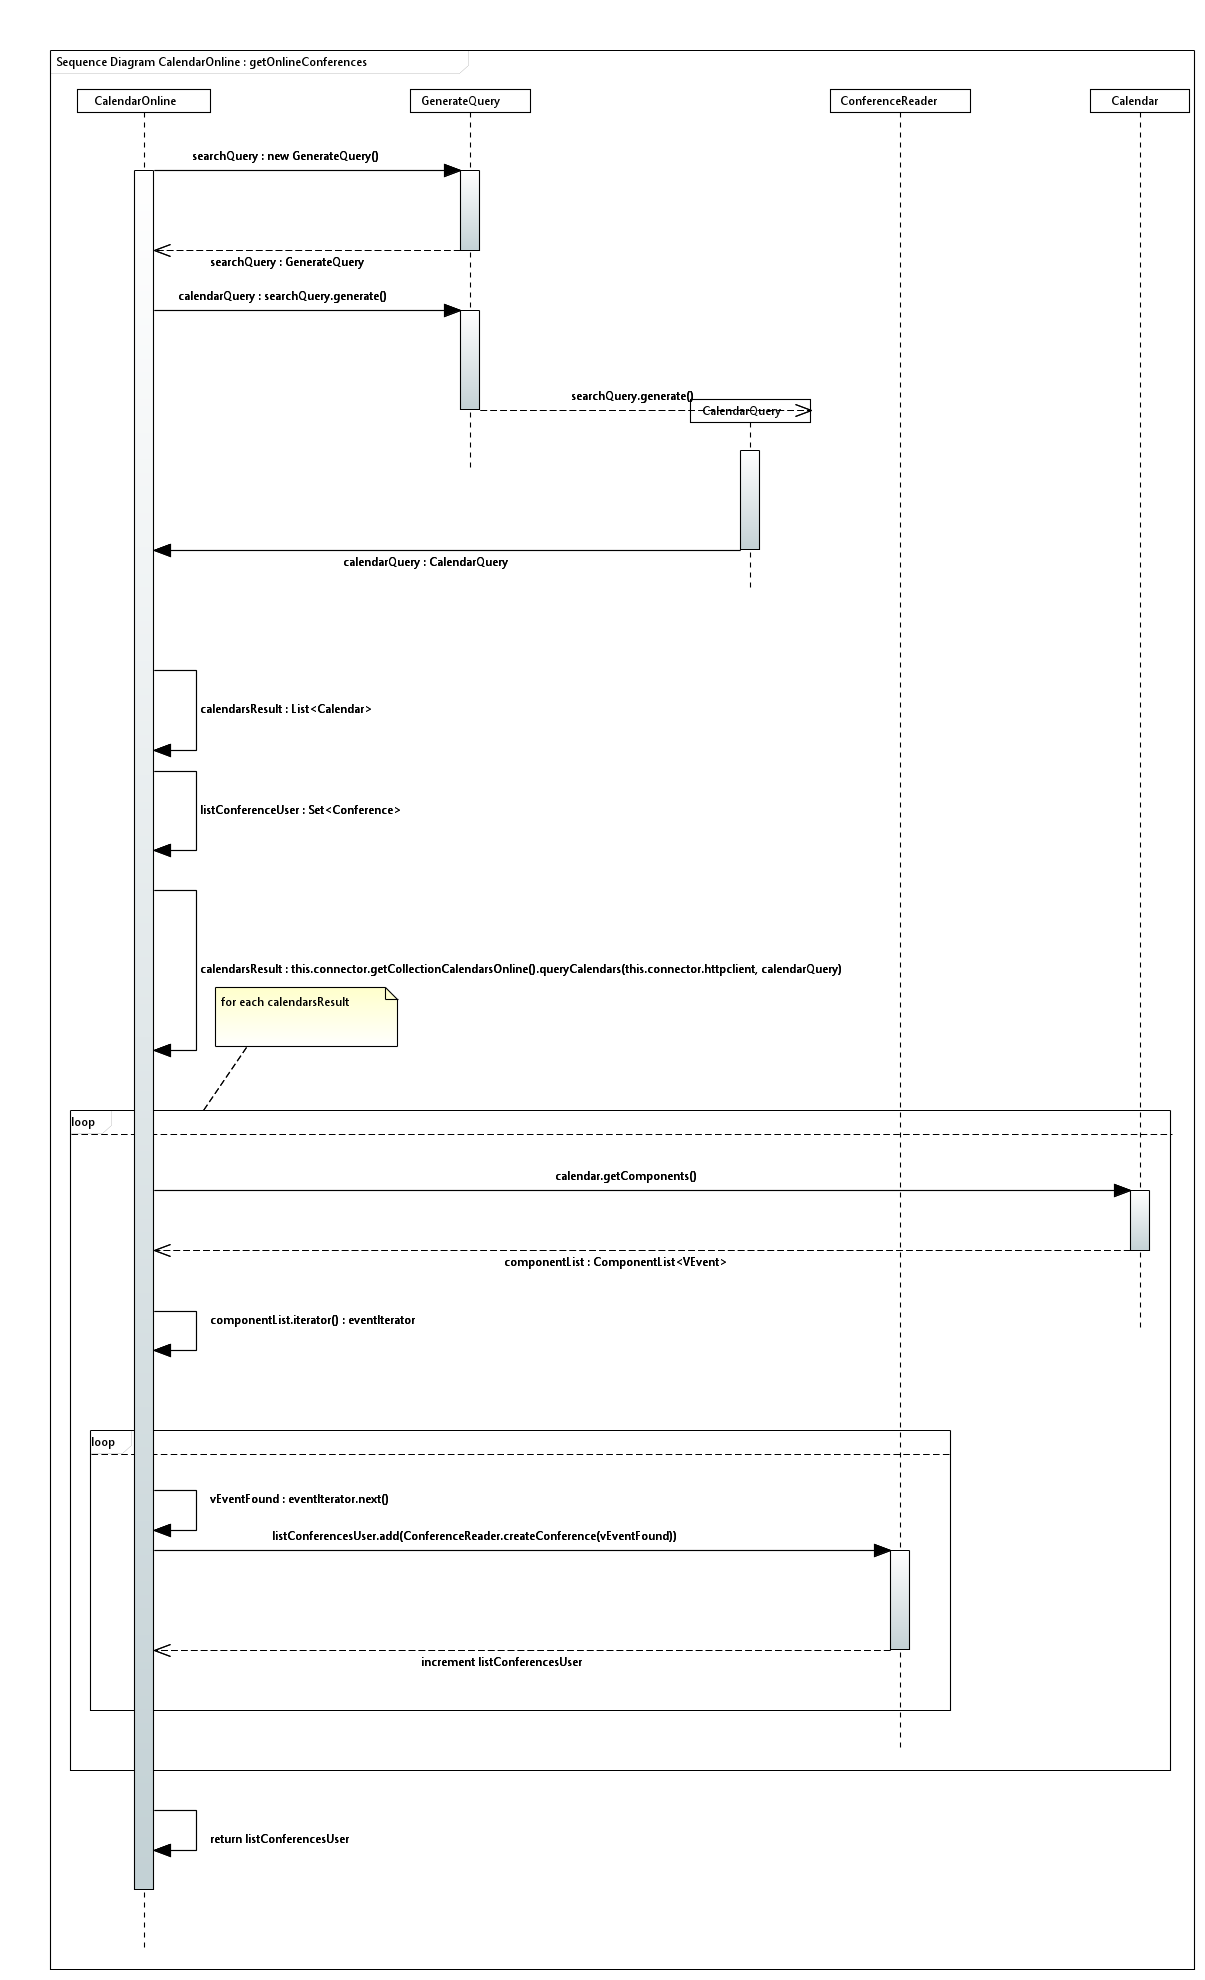 Sequence Diagram CalendarOnline : getOnlineConferences
CalendarOnline
GenerateQuery
ConferenceReader
Calendar
searchQuery : new GenerateQuery()
searchQuery : GenerateQuery
calendarQuery : searchQuery.generate()
searchQuery.generate()
CalendarQuery
calendarQuery : CalendarQuery
calendarsResult : List<Calendar>
listConferenceUser : Set<Conference>
calendarsResult : this.connector.getCollectionCalendarsOnline().queryCalendars(this.connector.httpclient, calendarQuery)
for each calendarsResult
loop
calendar.getComponents()
componentList : ComponentList<VEvent>
componentList.iterator() : eventIterator
loop
vEventFound : eventIterator.next()
listConferencesUser.add(ConferenceReader.createConference(vEventFound))
increment listConferencesUser
return listConferencesUser